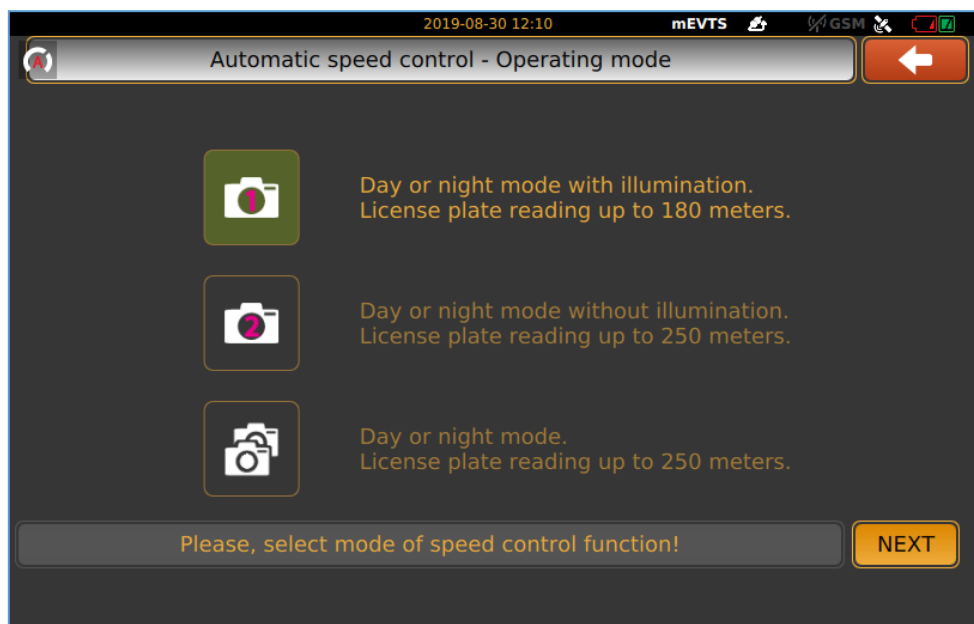 2019-08-30 12:10 mEVTS GSM
A Automatic speed control - Operating mode
1 Day or night mode with illumination.
License plate reading up to 180 meters.
2 Day or night mode without illumination.
License plate reading up to 250 meters.
Day or night mode.
License plate reading up to 250 meters.
Please, select mode of speed control function! NEXT